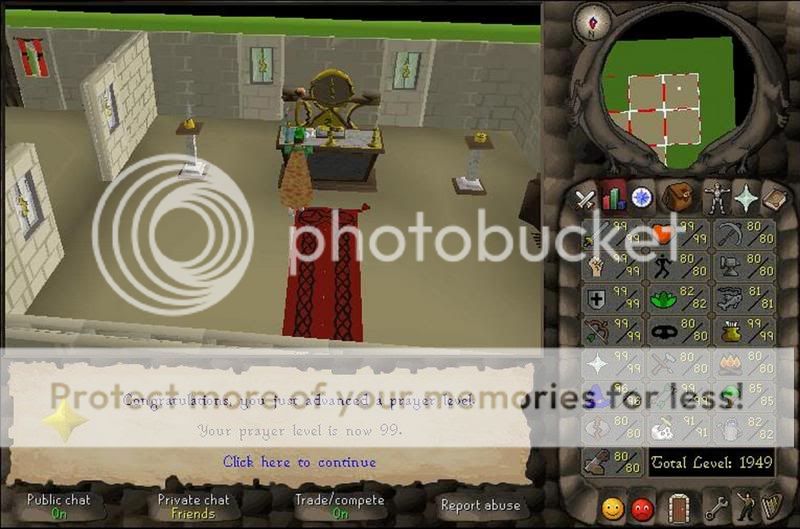 N
photobucket
99/99 99/99 80/80
99/99 80/80 80/80
99/99 82/82 81/81
99/99 80/80 99/99
99/99 80/80 80/80
96/96 99/99 85/85
80/80 91/91 82/82
80/80 Total Level: 1949
Protect more of your memories for less!
Congratulations, you just advanced a prayer level.
Your prayer level is now 99.
Click here to continue
Public chat Private chat Trade/compete Report abuse
On Friends On